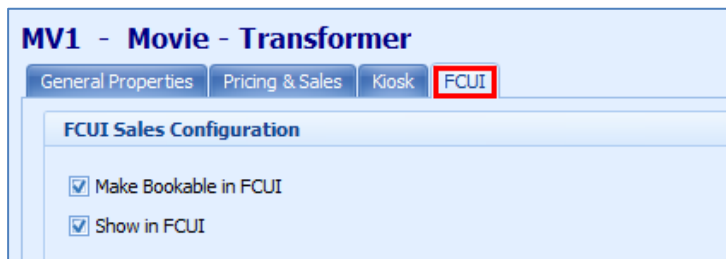 MV1 - Movie - Transformer
General Properties Pricing & Sales Kiosk FCUI
FCUI Sales Configuration
Make Bookable in FCUI
Show in FCUI